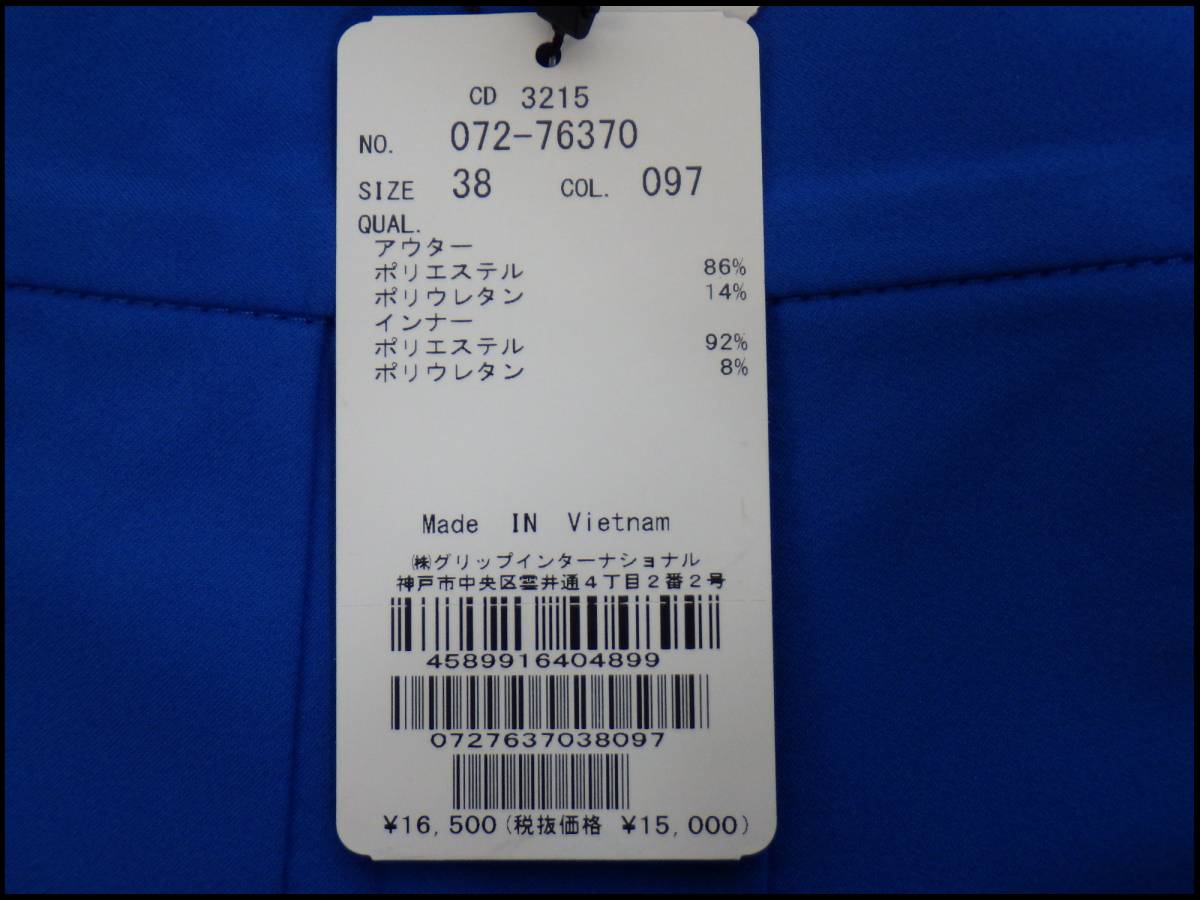 CD 3215
NO. 072-76370
SIZE 38 COL. 097
QUAL.
アウター
ポリエステル 86%
ポリウレタン 14%
インナー
ポリエステル 92%
ポリウレタン 8%
Made IN Vietnam
㈱グリップインターナショナル
神戸市中央区雲井通4丁目2番2号
4589916404899
0727637038097
¥16,500(税抜価格 ¥15,000)